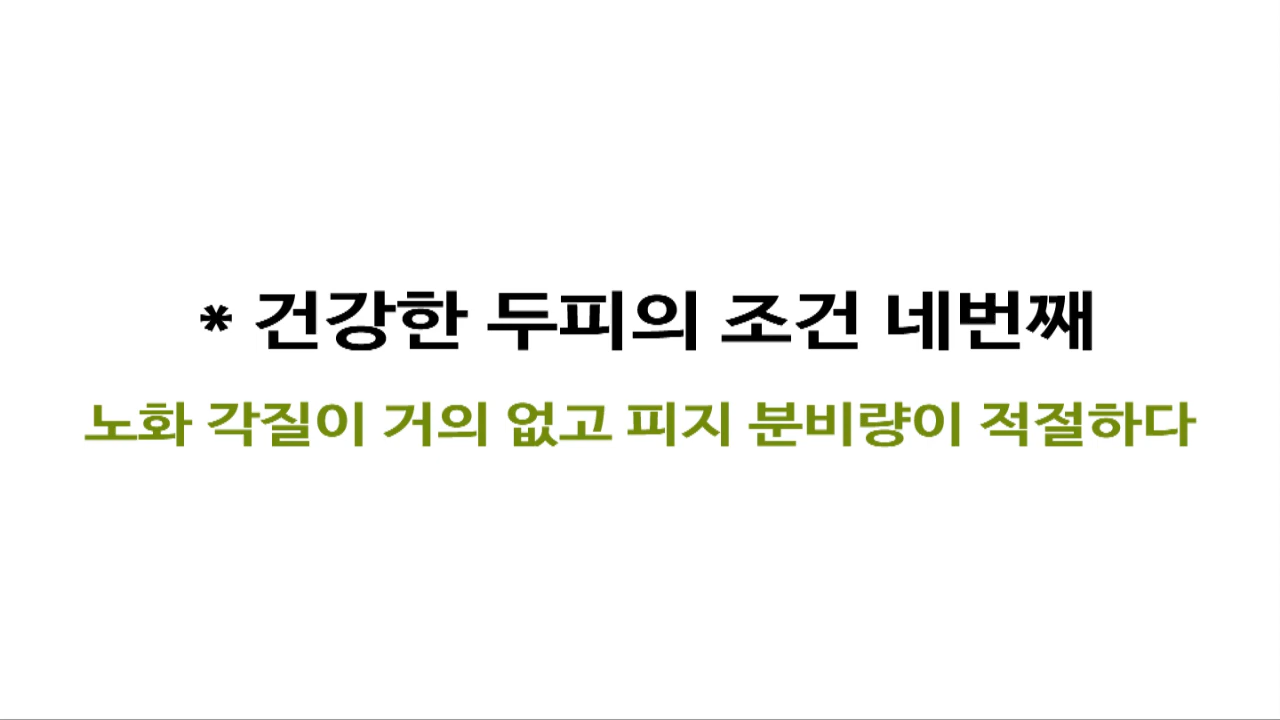 * 건강한 두피의 조건 네번째
노화 각질이 거의 없고 피지 분비량이 적절하다